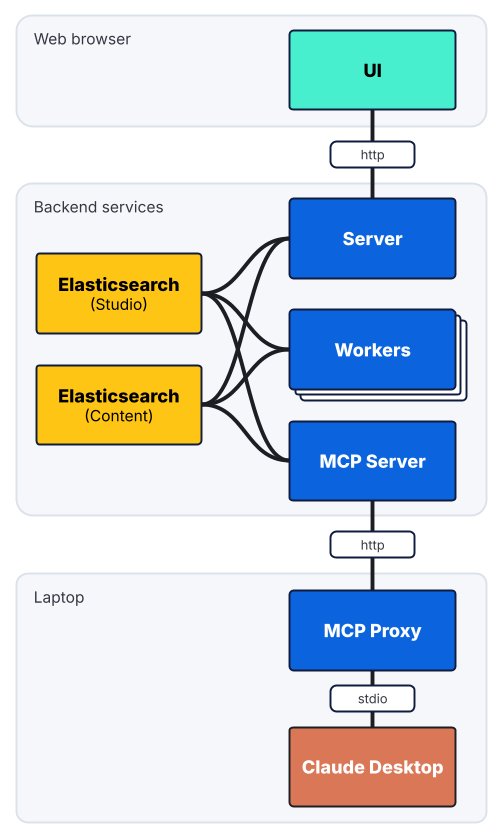 Web browser
UI
http
Backend services
Server
Elasticsearch
(Studio)
Workers
Elasticsearch
(Content)
MCP Server
http
Laptop
MCP Proxy
stdio
Claude Desktop